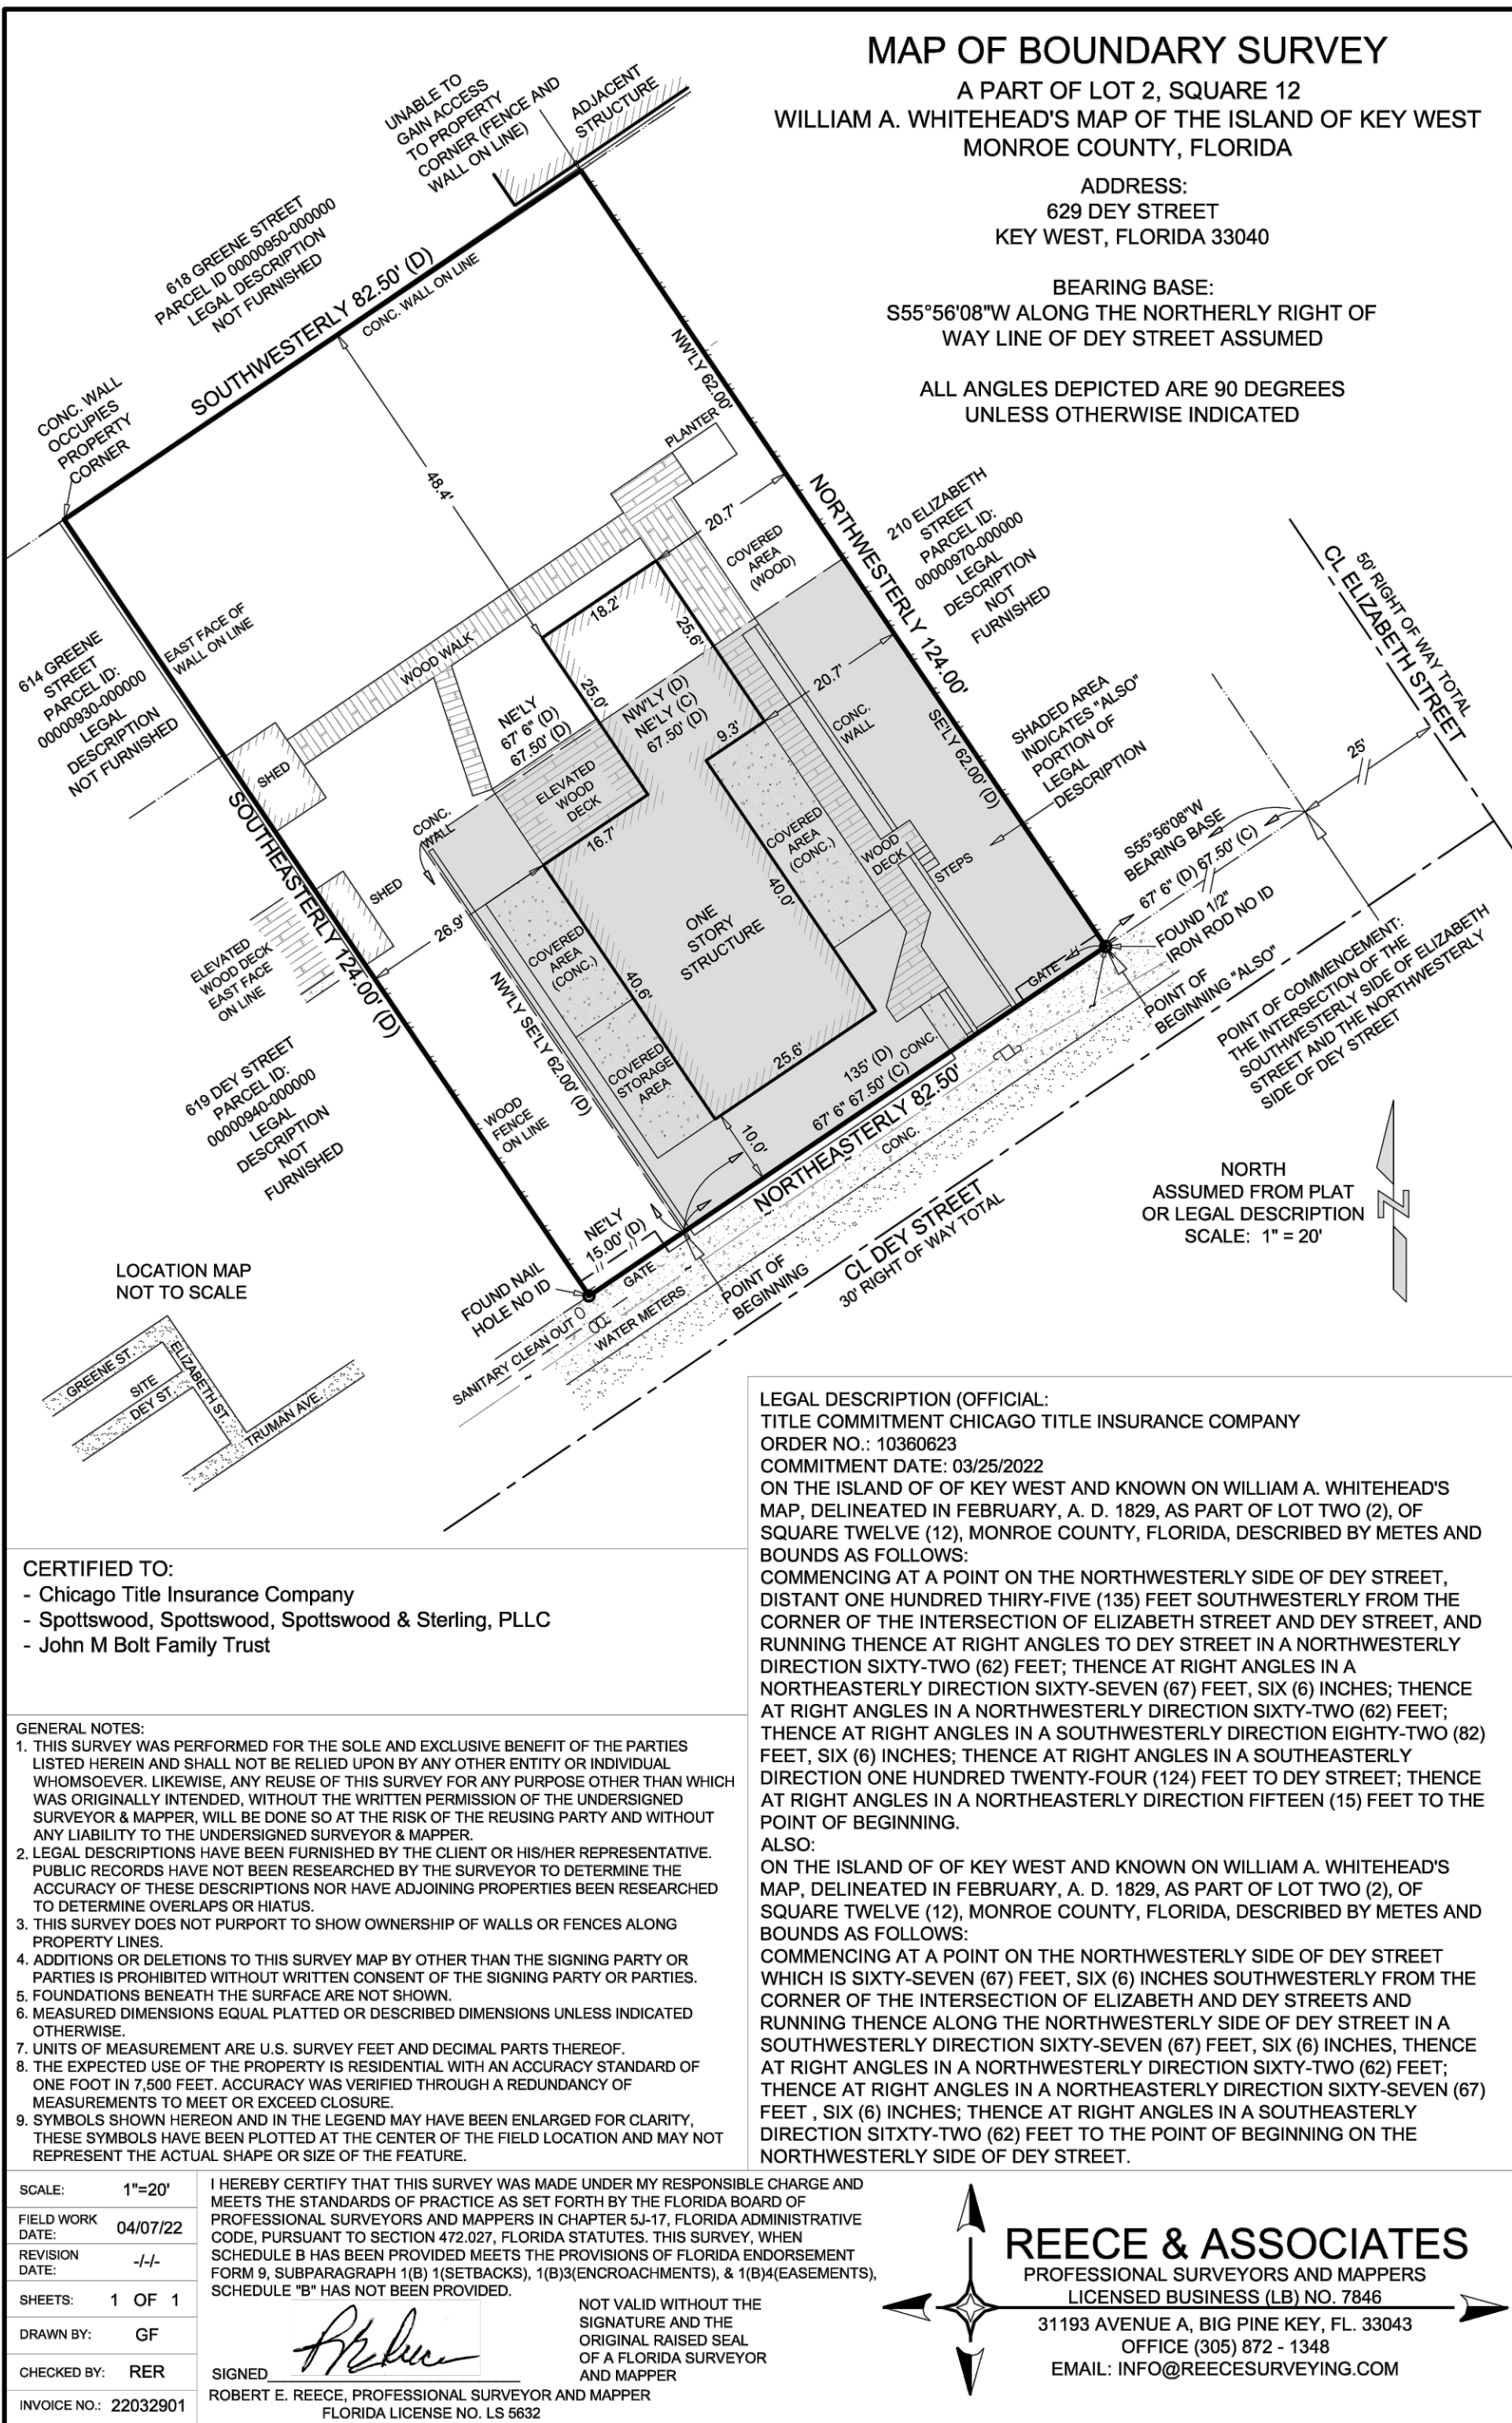 MAP OF BOUNDARY SURVEY
A PART OF LOT 2, SQUARE 12
WILLIAM A. WHITEHEAD'S MAP OF THE ISLAND OF KEY WEST
MONROE COUNTY, FLORIDA
ADDRESS:
629 DEY STREET
KEY WEST, FLORIDA 33040
BEARING BASE:
S55°56'08"W ALONG THE NORTHERLY RIGHT OF
WAY LINE OF DEY STREET ASSUMED
ALL ANGLES DEPICTED ARE 90 DEGREES
UNLESS OTHERWISE INDICATED
UNABLE TO
GAIN ACCESS
TO PROPERTY
CORNER (FENCE AND
WALL ON LINE)
ADJACENT
STRUCTURE
618 GREENE STREET
PARCEL ID 00000950-000000
LEGAL DESCRIPTION
NOT FURNISHED
SOUTHWESTERLY 82.50' (D)
CONC. WALL ON LINE
CONC. WALL
OCCUPIES
PROPERTY
CORNER
48.4'
NW'LY 62.00'
PLANTER
20.7'
COVERED
AREA
(WOOD)
NORTHWESTERLY 124.00'
210 ELIZABETH
STREET
PARCEL ID:
00000970-000000
LEGAL
DESCRIPTION
NOT
FURNISHED
50' RIGHT OF WAY TOTAL
CL ELIZABETH STREET
25'
614 GREENE
STREET
PARCEL ID:
0000930-000000
LEGAL
DESCRIPTION
NOT FURNISHED
EAST FACE OF
WALL ON LINE
WOOD WALK
18.2'
25.6'
25.0'
NE'LY
67' 6" (D)
67.50' (D)
NW'LY (D)
NE'LY (C)
67.50' (D)
9.3'
20.7'
CONC.
WALL
SE'LY 62.00' (D)
SHADED AREA
INDICATES "ALSO"
PORTION OF
LEGAL
DESCRIPTION
SHED
ELEVATED
WOOD
DECK
CONC.
WALL
16.7'
COVERED
AREA
(CONC.)
WOOD
DECK
STEPS
S55°56'08"W
BEARING BASE
67' 6" (D) 67.50' (C)
FOUND 1/2"
IRON ROD NO ID
SOUTHEASTERLY 124.00' (D)
SHED
26.9'
40.0'
ONE
STORY
STRUCTURE
COVERED
AREA
(CONC.)
40.6'
ELEVATED
WOOD DECK
EAST FACE
ON LINE
NW'LY SE'LY 62.00' (D)
GATE
POINT OF
BEGINNING "ALSO"
POINT OF COMMENCEMENT:
THE INTERSECTION OF THE
SOUTHWESTERLY SIDE OF ELIZABETH
STREET AND THE NORTHWESTERLY
SIDE OF DEY STREET
619 DEY STREET
PARCEL ID:
00000940-000000
LEGAL
DESCRIPTION
NOT
FURNISHED
WOOD
FENCE
ON LINE
COVERED
STORAGE
AREA
25.6'
10.0'
135' (D)
CONC.
67' 6" 67.50' (C)
NORTHEASTERLY 82.50'
CONC.
NE'LY
15.00' (D)
GATE
FOUND NAIL
HOLE NO ID
POINT OF
BEGINNING
CL DEY STREET
30' RIGHT OF WAY TOTAL
SANITARY CLEAN OUT
WATER METERS
NORTH
ASSUMED FROM PLAT
OR LEGAL DESCRIPTION
SCALE: 1" = 20'
N
LOCATION MAP
NOT TO SCALE
GREENE ST.
SITE
DEY ST.
ELIZABETH ST.
TRUMAN AVE.
CERTIFIED TO:
- Chicago Title Insurance Company
- Spottswood, Spottswood, Spottswood & Sterling, PLLC
- John M Bolt Family Trust
GENERAL NOTES:
1. THIS SURVEY WAS PERFORMED FOR THE SOLE AND EXCLUSIVE BENEFIT OF THE PARTIES
LISTED HEREIN AND SHALL NOT BE RELIED UPON BY ANY OTHER ENTITY OR INDIVIDUAL
WHOMSOEVER. LIKEWISE, ANY REUSE OF THIS SURVEY FOR ANY PURPOSE OTHER THAN WHICH
WAS ORIGINALLY INTENDED, WITHOUT THE WRITTEN PERMISSION OF THE UNDERSIGNED
SURVEYOR & MAPPER, WILL BE DONE SO AT THE RISK OF THE REUSING PARTY AND WITHOUT
ANY LIABILITY TO THE UNDERSIGNED SURVEYOR & MAPPER.
2. LEGAL DESCRIPTIONS HAVE BEEN FURNISHED BY THE CLIENT OR HIS/HER REPRESENTATIVE.
PUBLIC RECORDS HAVE NOT BEEN RESEARCHED BY THE SURVEYOR TO DETERMINE THE
ACCURACY OF THESE DESCRIPTIONS NOR HAVE ADJOINING PROPERTIES BEEN RESEARCHED
TO DETERMINE OVERLAPS OR HIATUS.
3. THIS SURVEY DOES NOT PURPORT TO SHOW OWNERSHIP OF WALLS OR FENCES ALONG
PROPERTY LINES.
4. ADDITIONS OR DELETIONS TO THIS SURVEY MAP BY OTHER THAN THE SIGNING PARTY OR
PARTIES IS PROHIBITED WITHOUT WRITTEN CONSENT OF THE SIGNING PARTY OR PARTIES.
5. FOUNDATIONS BENEATH THE SURFACE ARE NOT SHOWN.
6. MEASURED DIMENSIONS EQUAL PLATTED OR DESCRIBED DIMENSIONS UNLESS INDICATED
OTHERWISE.
7. UNITS OF MEASUREMENT ARE U.S. SURVEY FEET AND DECIMAL PARTS THEREOF.
8. THE EXPECTED USE OF THE PROPERTY IS RESIDENTIAL WITH AN ACCURACY STANDARD OF
ONE FOOT IN 7,500 FEET. ACCURACY WAS VERIFIED THROUGH A REDUNDANCY OF
MEASUREMENTS TO MEET OR EXCEED CLOSURE.
9. SYMBOLS SHOWN HEREON AND IN THE LEGEND MAY HAVE BEEN ENLARGED FOR CLARITY,
THESE SYMBOLS HAVE BEEN PLOTTED AT THE CENTER OF THE FIELD LOCATION AND MAY NOT
REPRESENT THE ACTUAL SHAPE OR SIZE OF THE FEATURE.
LEGAL DESCRIPTION (OFFICIAL:
TITLE COMMITMENT CHICAGO TITLE INSURANCE COMPANY
ORDER NO.: 10360623
COMMITMENT DATE: 03/25/2022
ON THE ISLAND OF OF KEY WEST AND KNOWN ON WILLIAM A. WHITEHEAD'S
MAP, DELINEATED IN FEBRUARY, A. D. 1829, AS PART OF LOT TWO (2), OF
SQUARE TWELVE (12), MONROE COUNTY, FLORIDA, DESCRIBED BY METES AND
BOUNDS AS FOLLOWS:
COMMENCING AT A POINT ON THE NORTHWESTERLY SIDE OF DEY STREET,
DISTANT ONE HUNDRED THIRY-FIVE (135) FEET SOUTHWESTERLY FROM THE
CORNER OF THE INTERSECTION OF ELIZABETH STREET AND DEY STREET, AND
RUNNING THENCE AT RIGHT ANGLES TO DEY STREET IN A NORTHWESTERLY
DIRECTION SIXTY-TWO (62) FEET; THENCE AT RIGHT ANGLES IN A
NORTHEASTERLY DIRECTION SIXTY-SEVEN (67) FEET, SIX (6) INCHES; THENCE
AT RIGHT ANGLES IN A NORTHWESTERLY DIRECTION SIXTY-TWO (62) FEET;
THENCE AT RIGHT ANGLES IN A SOUTHWESTERLY DIRECTION EIGHTY-TWO (82)
FEET, SIX (6) INCHES; THENCE AT RIGHT ANGLES IN A SOUTHEASTERLY
DIRECTION ONE HUNDRED TWENTY-FOUR (124) FEET TO DEY STREET; THENCE
AT RIGHT ANGLES IN A NORTHEASTERLY DIRECTION FIFTEEN (15) FEET TO THE
POINT OF BEGINNING.
ALSO:
ON THE ISLAND OF OF KEY WEST AND KNOWN ON WILLIAM A. WHITEHEAD'S
MAP, DELINEATED IN FEBRUARY, A. D. 1829, AS PART OF LOT TWO (2), OF
SQUARE TWELVE (12), MONROE COUNTY, FLORIDA, DESCRIBED BY METES AND
BOUNDS AS FOLLOWS:
COMMENCING AT A POINT ON THE NORTHWESTERLY SIDE OF DEY STREET
WHICH IS SIXTY-SEVEN (67) FEET, SIX (6) INCHES SOUTHWESTERLY FROM THE
CORNER OF THE INTERSECTION OF ELIZABETH AND DEY STREETS AND
RUNNING THENCE ALONG THE NORTHWESTERLY SIDE OF DEY STREET IN A
SOUTHWESTERLY DIRECTION SIXTY-SEVEN (67) FEET, SIX (6) INCHES, THENCE
AT RIGHT ANGLES IN A NORTHWESTERLY DIRECTION SIXTY-TWO (62) FEET;
THENCE AT RIGHT ANGLES IN A NORTHEASTERLY DIRECTION SIXTY-SEVEN (67)
FEET , SIX (6) INCHES; THENCE AT RIGHT ANGLES IN A SOUTHEASTERLY
DIRECTION SITXTY-TWO (62) FEET TO THE POINT OF BEGINNING ON THE
NORTHWESTERLY SIDE OF DEY STREET.
SCALE: 1"=20'
FIELD WORK
DATE: 04/07/22
REVISION
DATE: -/-/-
SHEETS: 1 OF 1
DRAWN BY: GF
CHECKED BY: RER
INVOICE NO.: 22032901
I HEREBY CERTIFY THAT THIS SURVEY WAS MADE UNDER MY RESPONSIBLE CHARGE AND
MEETS THE STANDARDS OF PRACTICE AS SET FORTH BY THE FLORIDA BOARD OF
PROFESSIONAL SURVEYORS AND MAPPERS IN CHAPTER 5J-17, FLORIDA ADMINISTRATIVE
CODE, PURSUANT TO SECTION 472.027, FLORIDA STATUTES. THIS SURVEY, WHEN
SCHEDULE B HAS BEEN PROVIDED MEETS THE PROVISIONS OF FLORIDA ENDORSEMENT
FORM 9, SUBPARAGRAPH 1(B) 1(SETBACKS), 1(B)3(ENCROACHMENTS), & 1(B)4(EASEMENTS),
SCHEDULE "B" HAS NOT BEEN PROVIDED.
NOT VALID WITHOUT THE
SIGNATURE AND THE
ORIGINAL RAISED SEAL
OF A FLORIDA SURVEYOR
AND MAPPER
SIGNED
ROBERT E. REECE, PROFESSIONAL SURVEYOR AND MAPPER
FLORIDA LICENSE NO. LS 5632
REECE & ASSOCIATES
PROFESSIONAL SURVEYORS AND MAPPERS
LICENSED BUSINESS (LB) NO. 7846
31193 AVENUE A, BIG PINE KEY, FL. 33043
OFFICE (305) 872 - 1348
EMAIL: INFO@REECESURVEYING.COM